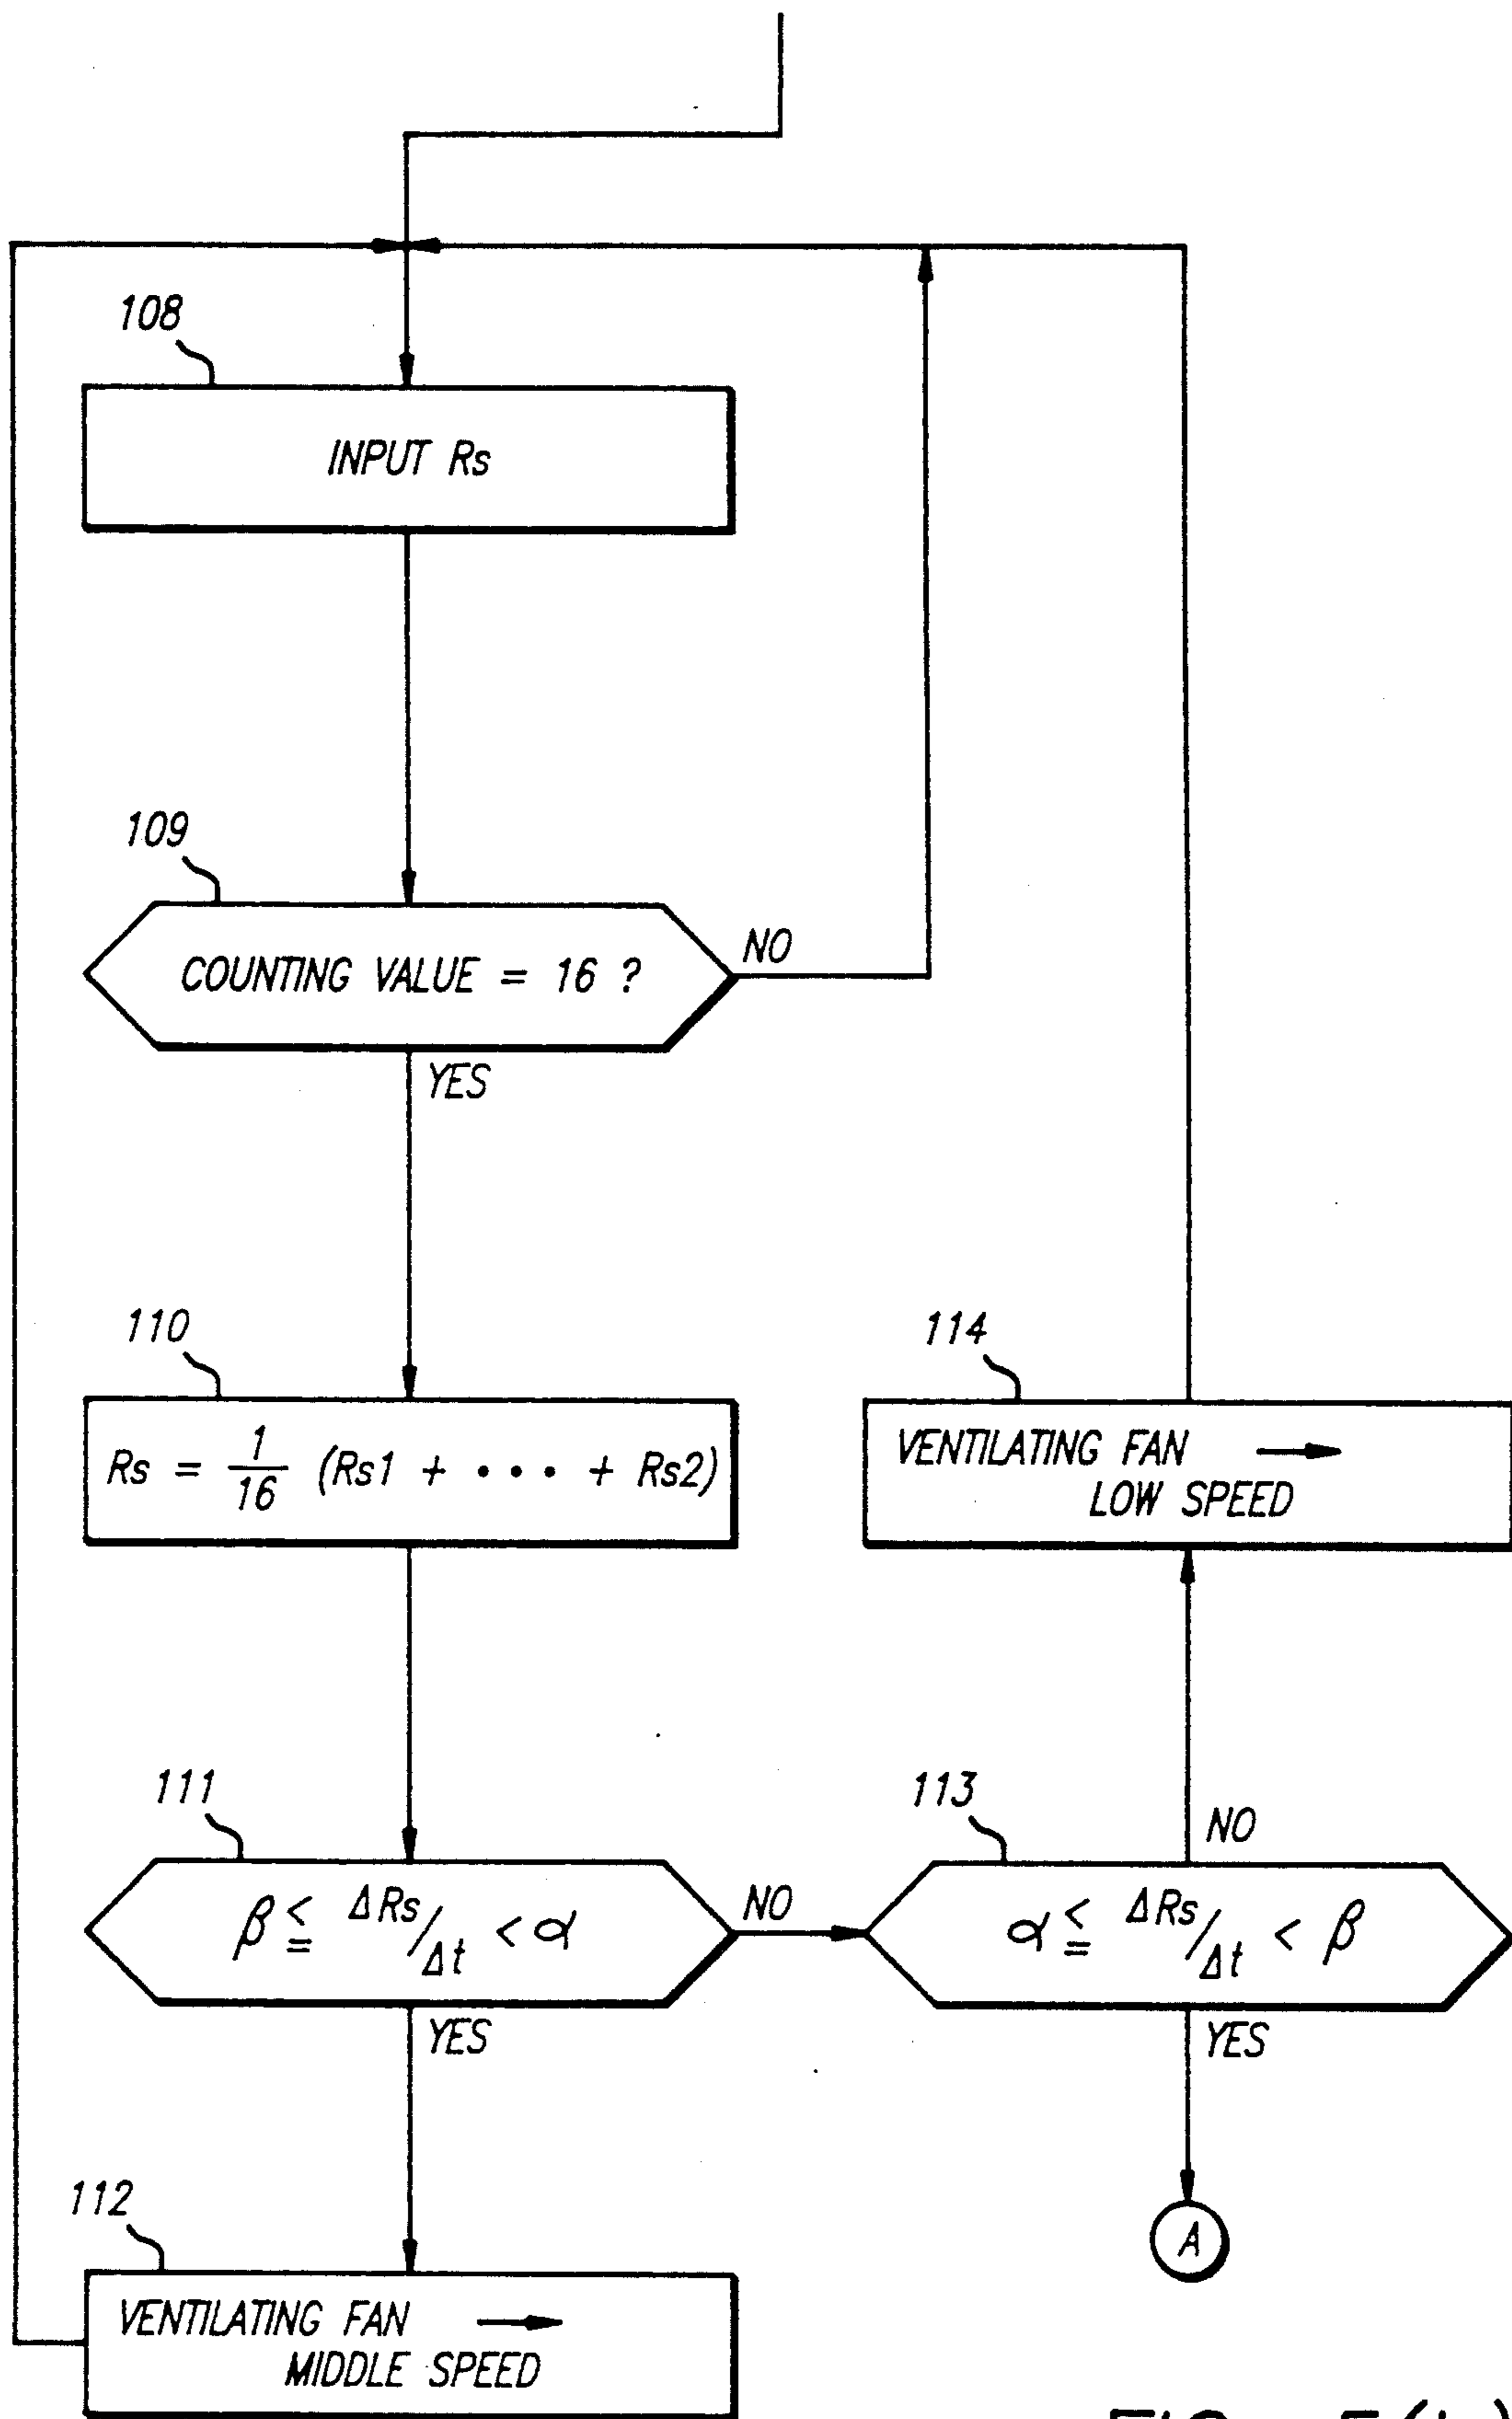 108
INPUT Rs
109
COUNTING VALUE = 16 ?
NO
YES
110
Rs = 1/16 (Rs1 + • • • + Rs2)
114
VENTILATING FAN →
LOW SPEED
111
β ≦ ΔRs/Δt < α
NO
YES
113
NO
α ≦ ΔRs/Δt < β
YES
A
112
VENTILATING FAN →
MIDDLE SPEED